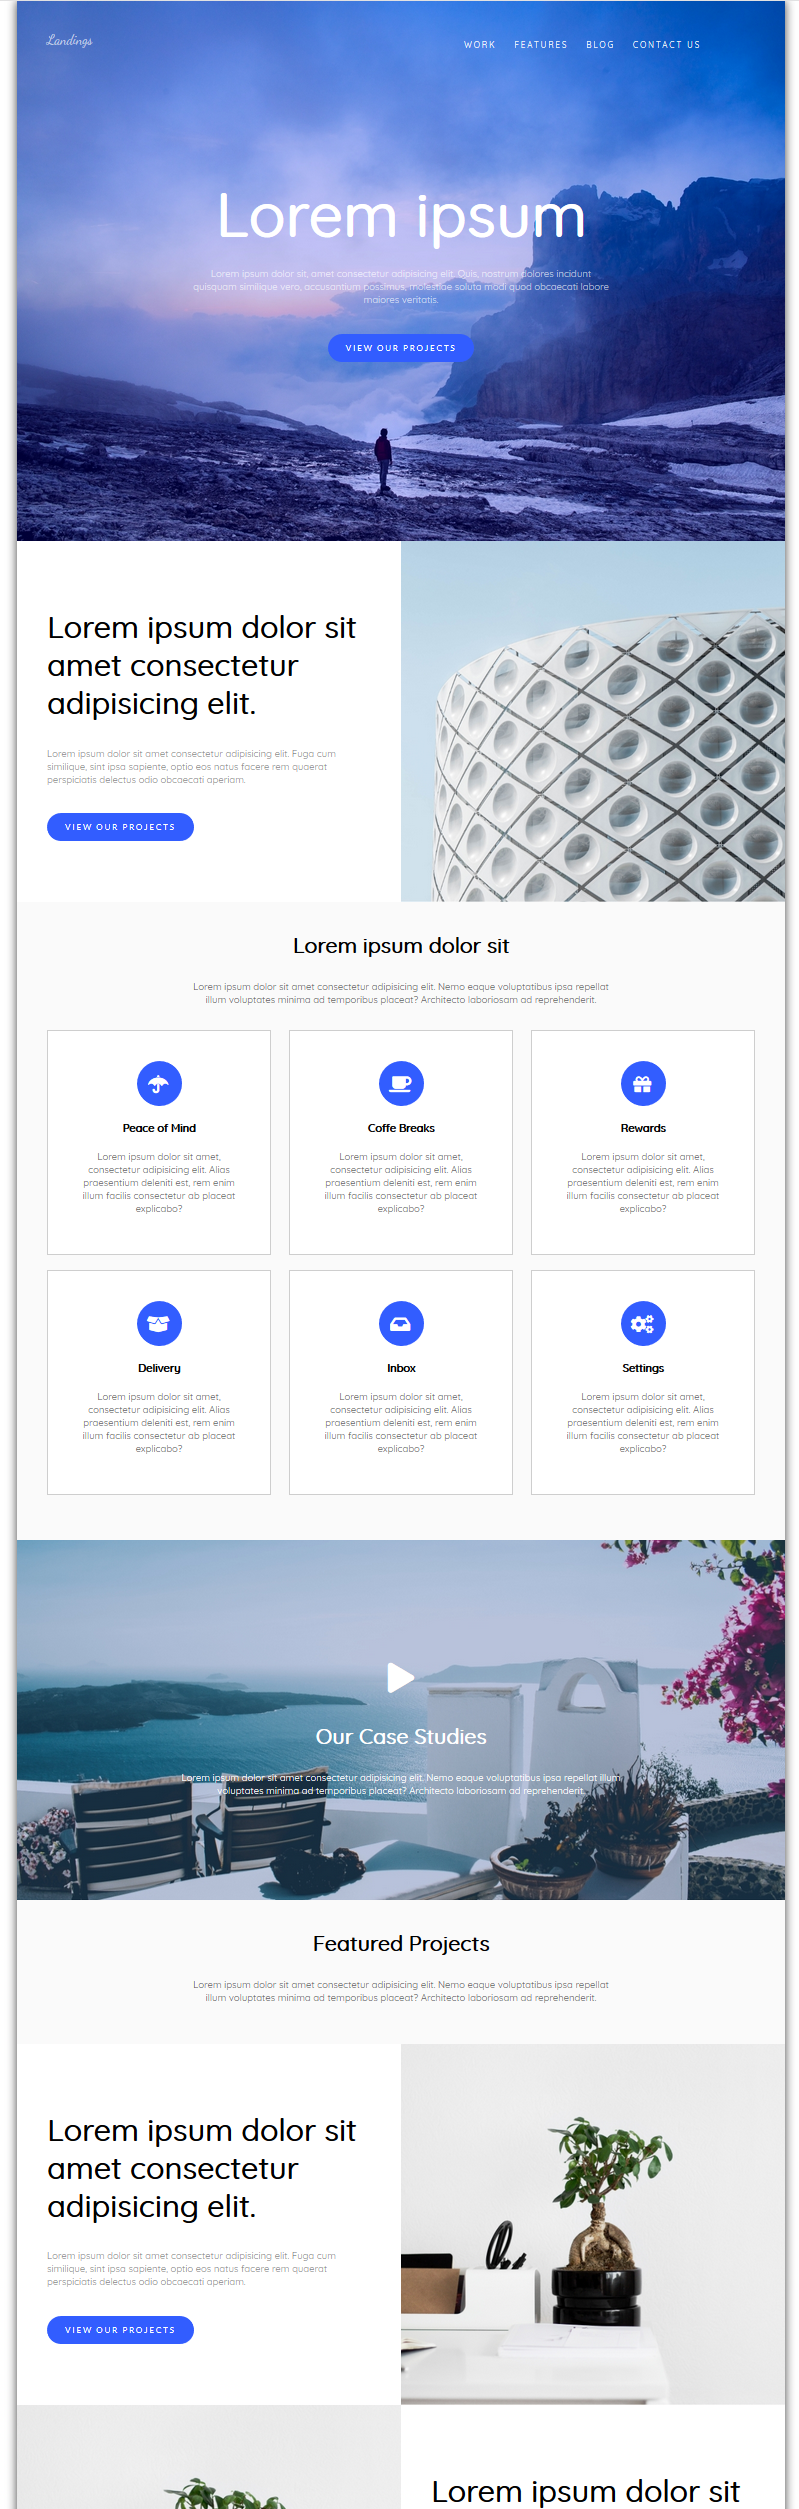 Landings
WORK FEATURES BLOG CONTACT US
Lorem ipsum
Lorem ipsum dolor sit, amet consectetur adipisicing elit. Quis, nostrum dolores incidunt
quisquam similique vero, accusantium possimus, molestiae soluta modi quod obcaecati labore
maiores veritatis.
VIEW OUR PROJECTS
Lorem ipsum dolor sit
amet consectetur
adipisicing elit.
Lorem ipsum dolor sit amet consectetur adipisicing elit. Fuga cum
similique, sint ipsa sapiente, optio eos natus facere rem quaerat
perspiciatis delectus odio obcaecati aperiam.
VIEW OUR PROJECTS
Lorem ipsum dolor sit
Lorem ipsum dolor sit amet consectetur adipisicing elit. Nemo eaque voluptatibus ipsa repellat
illum voluptates minima ad temporibus placeat? Architecto laboriosam ad reprehenderit.
Peace of Mind
Lorem ipsum dolor sit amet,
consectetur adipisicing elit. Alias
praesentium deleniti est, rem enim
illum facilis consectetur ab placeat
explicabo?
Coffe Breaks
Lorem ipsum dolor sit amet,
consectetur adipisicing elit. Alias
praesentium deleniti est, rem enim
illum facilis consectetur ab placeat
explicabo?
Rewards
Lorem ipsum dolor sit amet,
consectetur adipisicing elit. Alias
praesentium deleniti est, rem enim
illum facilis consectetur ab placeat
explicabo?
Delivery
Lorem ipsum dolor sit amet,
consectetur adipisicing elit. Alias
praesentium deleniti est, rem enim
illum facilis consectetur ab placeat
explicabo?
Inbox
Lorem ipsum dolor sit amet,
consectetur adipisicing elit. Alias
praesentium deleniti est, rem enim
illum facilis consectetur ab placeat
explicabo?
Settings
Lorem ipsum dolor sit amet,
consectetur adipisicing elit. Alias
praesentium deleniti est, rem enim
illum facilis consectetur ab placeat
explicabo?
Our Case Studies
Lorem ipsum dolor sit amet consectetur adipisicing elit. Nemo eaque voluptatibus ipsa repellat illum
voluptates minima ad temporibus placeat? Architecto laboriosam ad reprehenderit.
Featured Projects
Lorem ipsum dolor sit amet consectetur adipisicing elit. Nemo eaque voluptatibus ipsa repellat
illum voluptates minima ad temporibus placeat? Architecto laboriosam ad reprehenderit.
Lorem ipsum dolor sit
amet consectetur
adipisicing elit.
Lorem ipsum dolor sit amet consectetur adipisicing elit. Fuga cum
similique, sint ipsa sapiente, optio eos natus facere rem quaerat
perspiciatis delectus odio obcaecati aperiam.
VIEW OUR PROJECTS
Lorem ipsum dolor sit